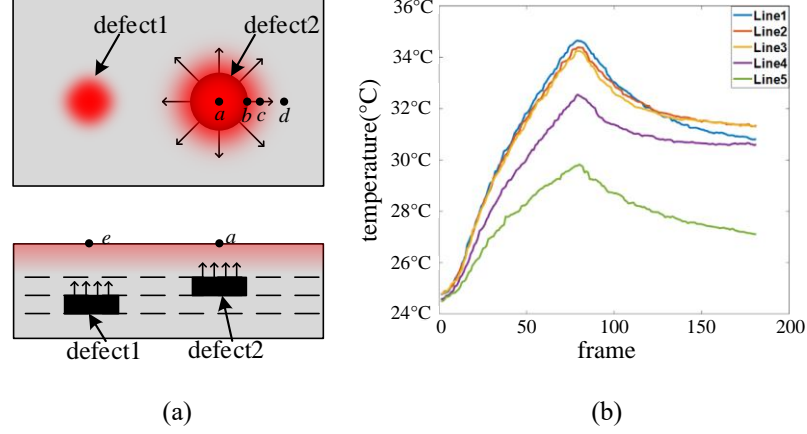 defect1
defect2
a
b
c
d
e
a
defect1
defect2
(a)
36°C
34°C
32°C
30°C
28°C
26°C
24°C
temperature(°C)
0
50
100
150
200
frame
Line1
Line2
Line3
Line4
Line5
(b)